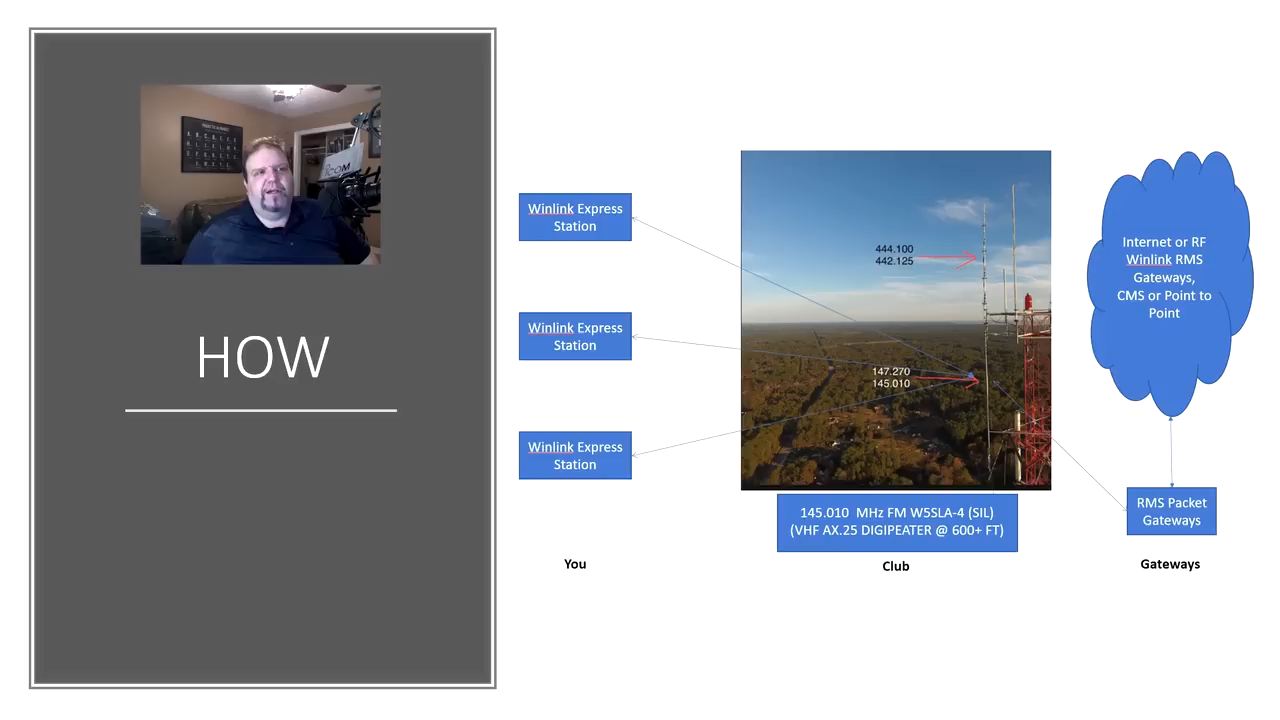 HOW
Winlink Express
Station
Winlink Express
Station
Winlink Express
Station
You
444.100
442.125
147.270
145.010
145.010 MHz FM W5SLA-4 (SIL)
(VHF AX.25 DIGIPEATER @ 600+ FT)
Club
Internet or RF
Winlink RMS
Gateways,
CMS or Point to
Point
RMS Packet
Gateways
Gateways